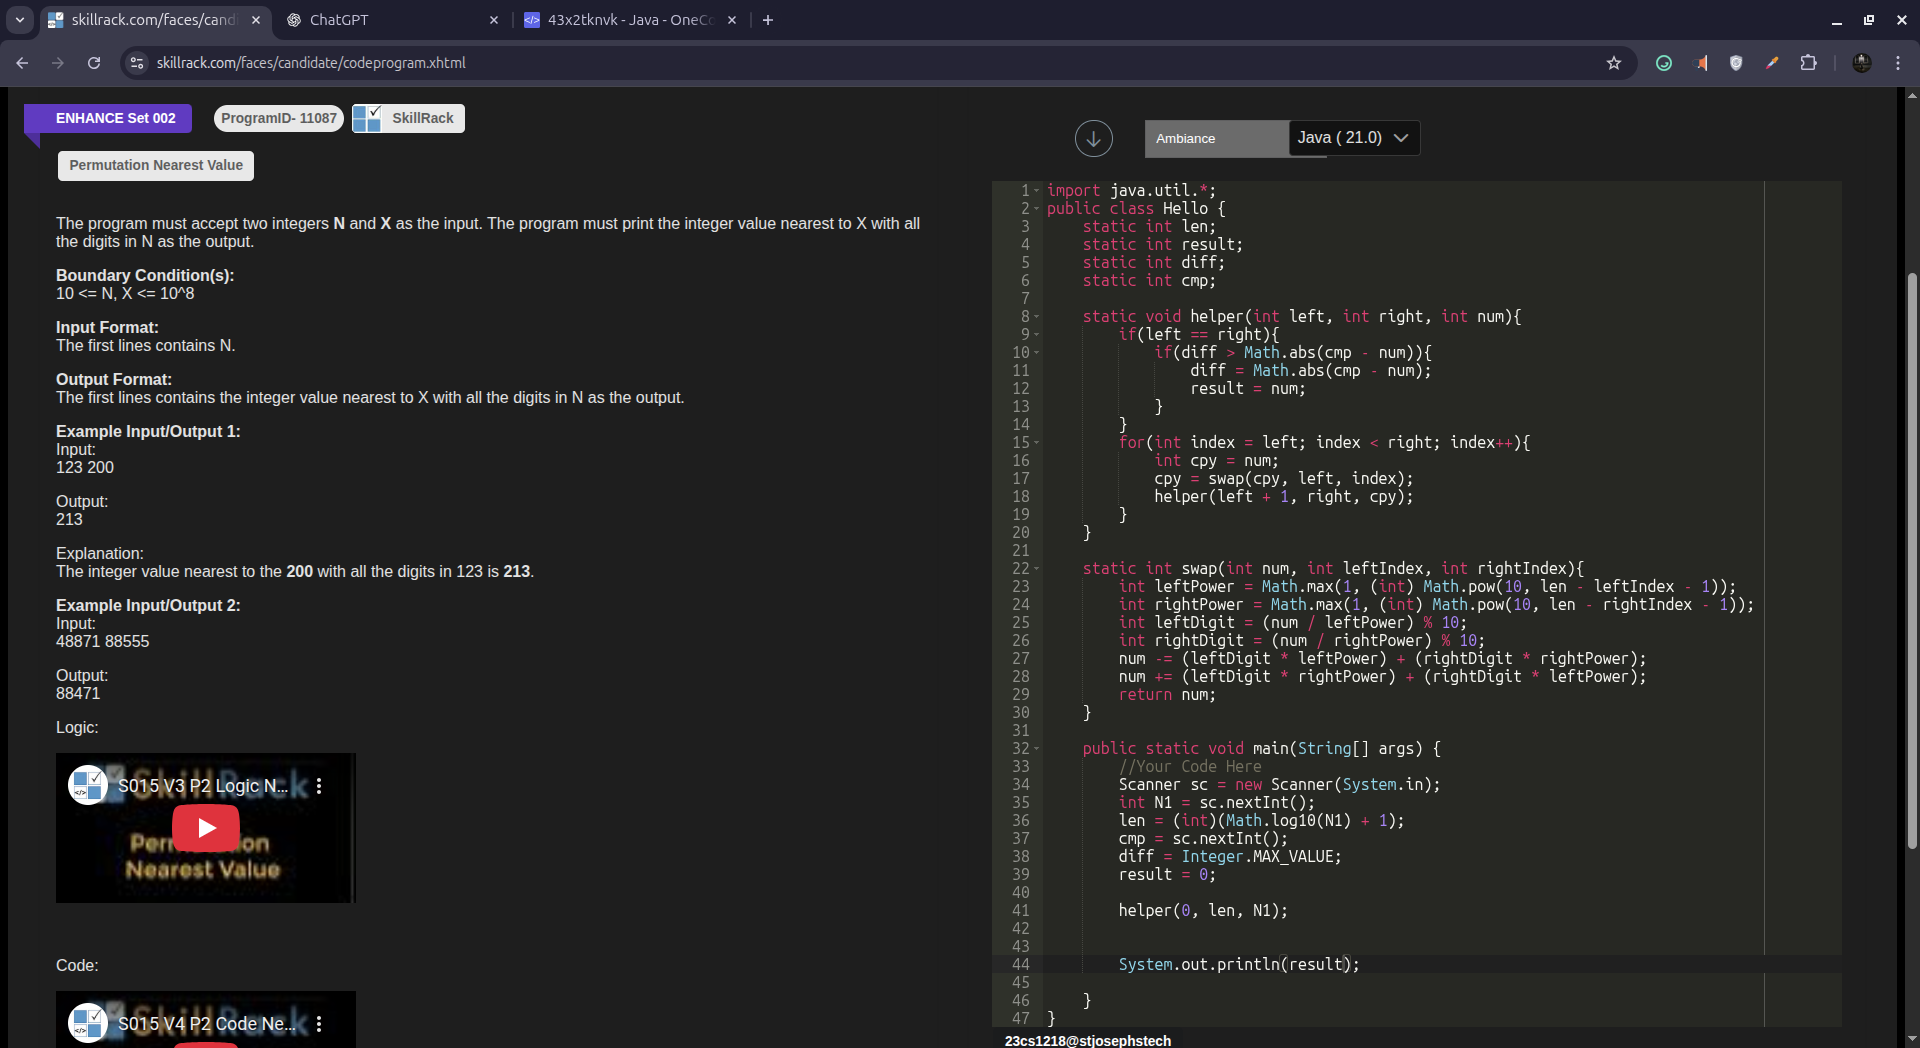 skillrack.com/faces/candi
ChatGPT
43x2tknvk - Java - OneCo
skillrack.com/faces/candidate/codeprogram.xhtml
ENHANCE Set 002
ProgramID- 11087
SkillRack
Permutation Nearest Value
The program must accept two integers N and X as the input. The program must print the integer value nearest to X with all
the digits in N as the output.
Boundary Condition(s):
10 <= N, X <= 10^8
Input Format:
The first lines contains N.
Output Format:
The first lines contains the integer value nearest to X with all the digits in N as the output.
Example Input/Output 1:
Input:
123 200
Output:
213
Explanation:
The integer value nearest to the 200 with all the digits in 123 is 213.
Example Input/Output 2:
Input:
48871 88555
Output:
88471
Logic:
S015 V3 P2 Logic N...
Permutation
Nearest Value
Code:
S015 V4 P2 Code Ne...
Ambiance
Java ( 21.0)
1 import java.util.*;
2 public class Hello {
3 static int len;
4 static int result;
5 static int diff;
6 static int cmp;
7
8 static void helper(int left, int right, int num){
9 if(left == right){
10 if(diff > Math.abs(cmp - num)){
11 diff = Math.abs(cmp - num);
12 result = num;
13 }
14 }
15 for(int index = left; index < right; index++){
16 int cpy = num;
17 cpy = swap(cpy, left, index);
18 helper(left + 1, right, cpy);
19 }
20 }
21
22 static int swap(int num, int leftIndex, int rightIndex){
23 int leftPower = Math.max(1, (int) Math.pow(10, len - leftIndex - 1));
24 int rightPower = Math.max(1, (int) Math.pow(10, len - rightIndex - 1));
25 int leftDigit = (num / leftPower) % 10;
26 int rightDigit = (num / rightPower) % 10;
27 num -= (leftDigit * leftPower) + (rightDigit * rightPower);
28 num += (leftDigit * rightPower) + (rightDigit * leftPower);
29 return num;
30 }
31
32 public static void main(String[] args) {
33 //Your Code Here
34 Scanner sc = new Scanner(System.in);
35 int N1 = sc.nextInt();
36 len = (int)(Math.log10(N1) + 1);
37 cmp = sc.nextInt();
38 diff = Integer.MAX_VALUE;
39 result = 0;
40
41 helper(0, len, N1);
42
43
44 System.out.println(result);
45
46 }
47 }
23cs1218@stjosephstech